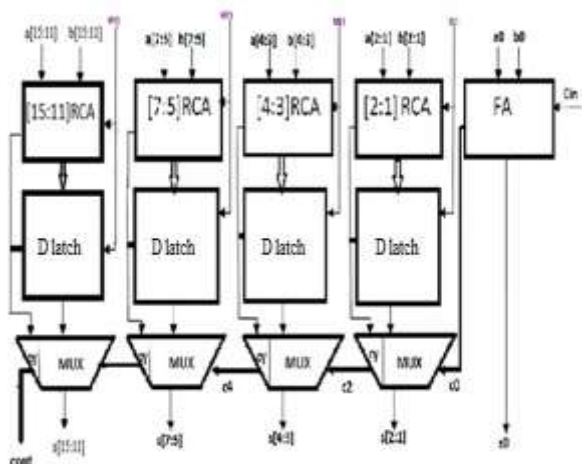 a[15:11] b[15:11]
a[7:5] b[7:5]
a[4:3] b[4:3]
a[2:1] b[2:1]
a0 b0
[15:11]RCA
[7:5]RCA
[4:3]RCA
[2:1]RCA
FA
Cin
D latch
D latch
D latch
D latch
MUX
MUX
MUX
MUX
c4
c2
c0
cout
s[15:11]
s[7:5]
s[4:3]
s[2:1]
s0